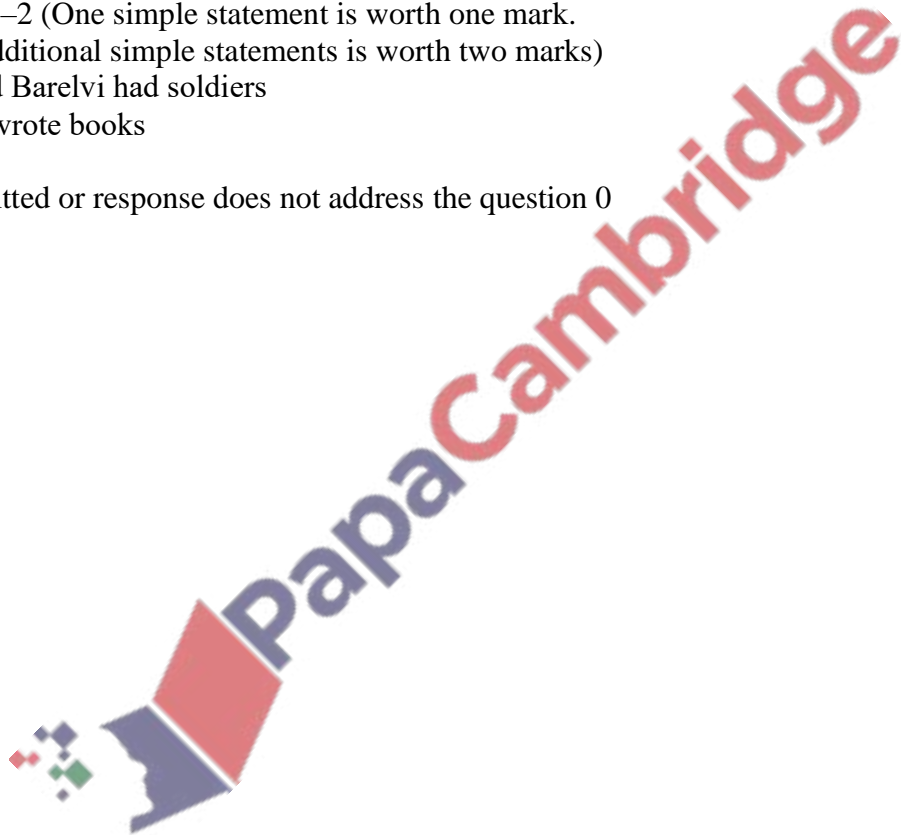 –2 (One simple statement is worth one mark.
dditional simple statements is worth two marks)
Barelvi had soldiers
wrote books
tted or response does not address the question 0
PapaCambridge